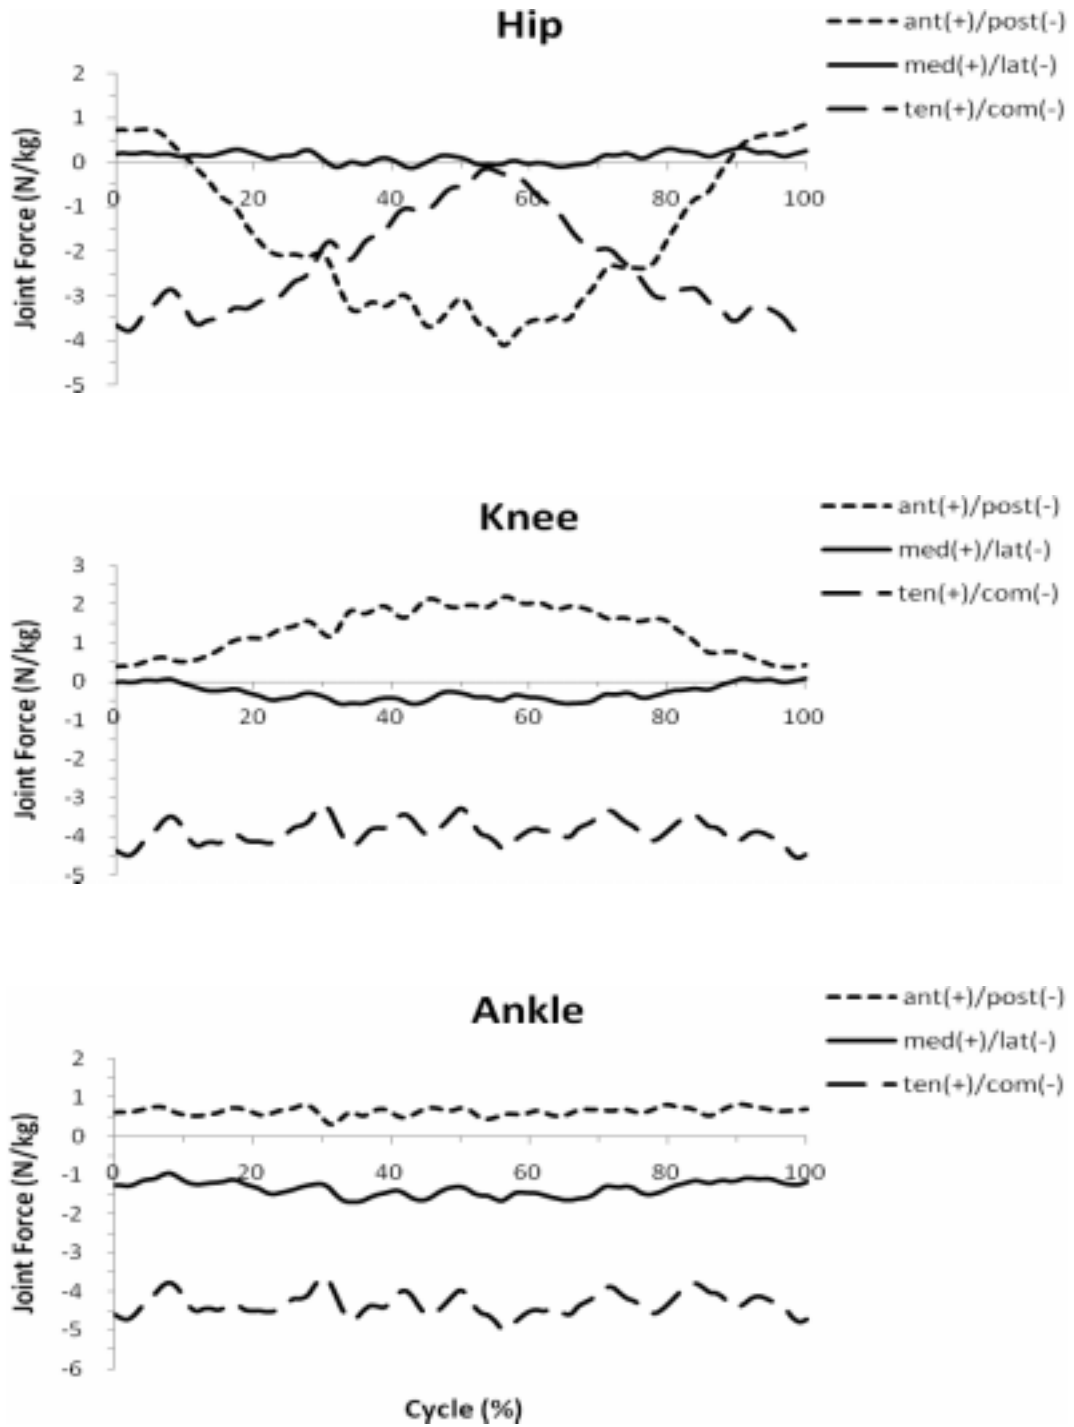 Hip
ant(+)/post(-)
med(+)/lat(-)
ten(+)/com(-)
Joint Force (N/kg)
2
1
0
-1
-2
-3
-4
-5
0 20 40 60 80 100
Knee
ant(+)/post(-)
med(+)/lat(-)
ten(+)/com(-)
Joint Force (N/kg)
3
2
1
0
-1
-2
-3
-4
-5
0 20 40 60 80 100
Ankle
ant(+)/post(-)
med(+)/lat(-)
ten(+)/com(-)
Joint Force (N/kg)
2
1
0
-1
-2
-3
-4
-5
-6
0 20 40 60 80 100
Cycle (%)